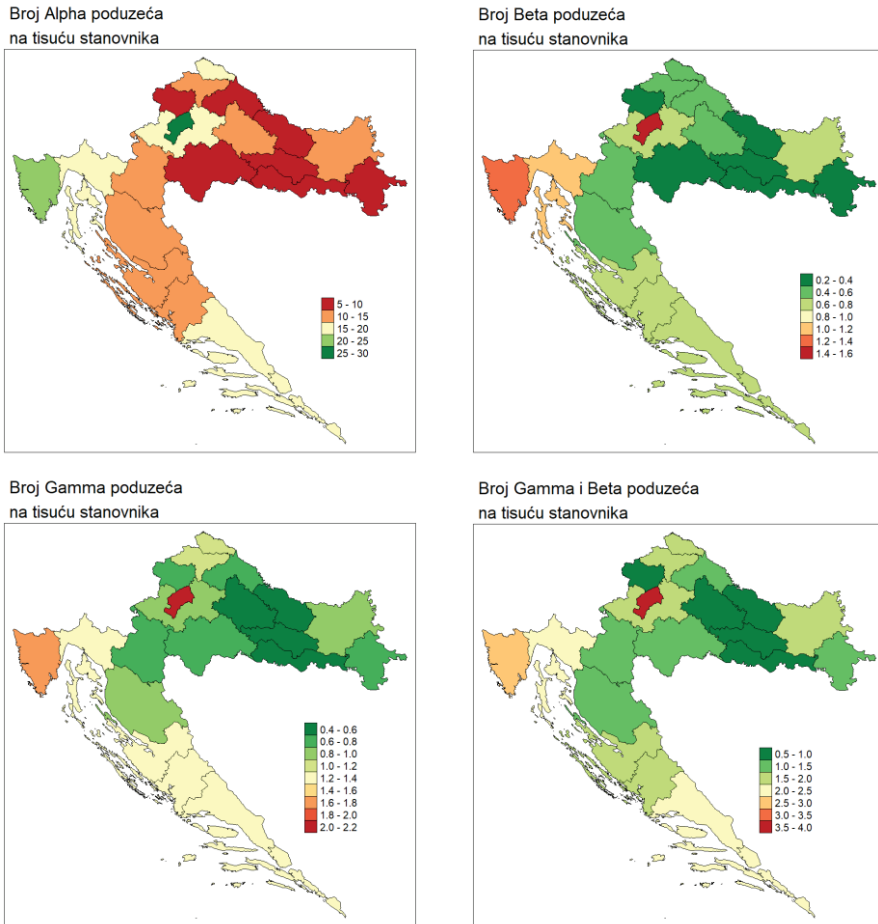 Broj Alpha poduzeća
na tisuću stanovnika
5 - 10
10 - 15
15 - 20
20 - 25
25 - 30
Broj Beta poduzeća
na tisuću stanovnika
0.2 - 0.4
0.4 - 0.6
0.6 - 0.8
0.8 - 1.0
1.0 - 1.2
1.2 - 1.4
1.4 - 1.6
Broj Gamma poduzeća
na tisuću stanovnika
0.4 - 0.6
0.6 - 0.8
0.8 - 1.0
1.0 - 1.2
1.2 - 1.4
1.4 - 1.6
1.6 - 1.8
1.8 - 2.0
2.0 - 2.2
Broj Gamma i Beta poduzeća
na tisuću stanovnika
0.5 - 1.0
1.0 - 1.5
1.5 - 2.0
2.0 - 2.5
2.5 - 3.0
3.0 - 3.5
3.5 - 4.0